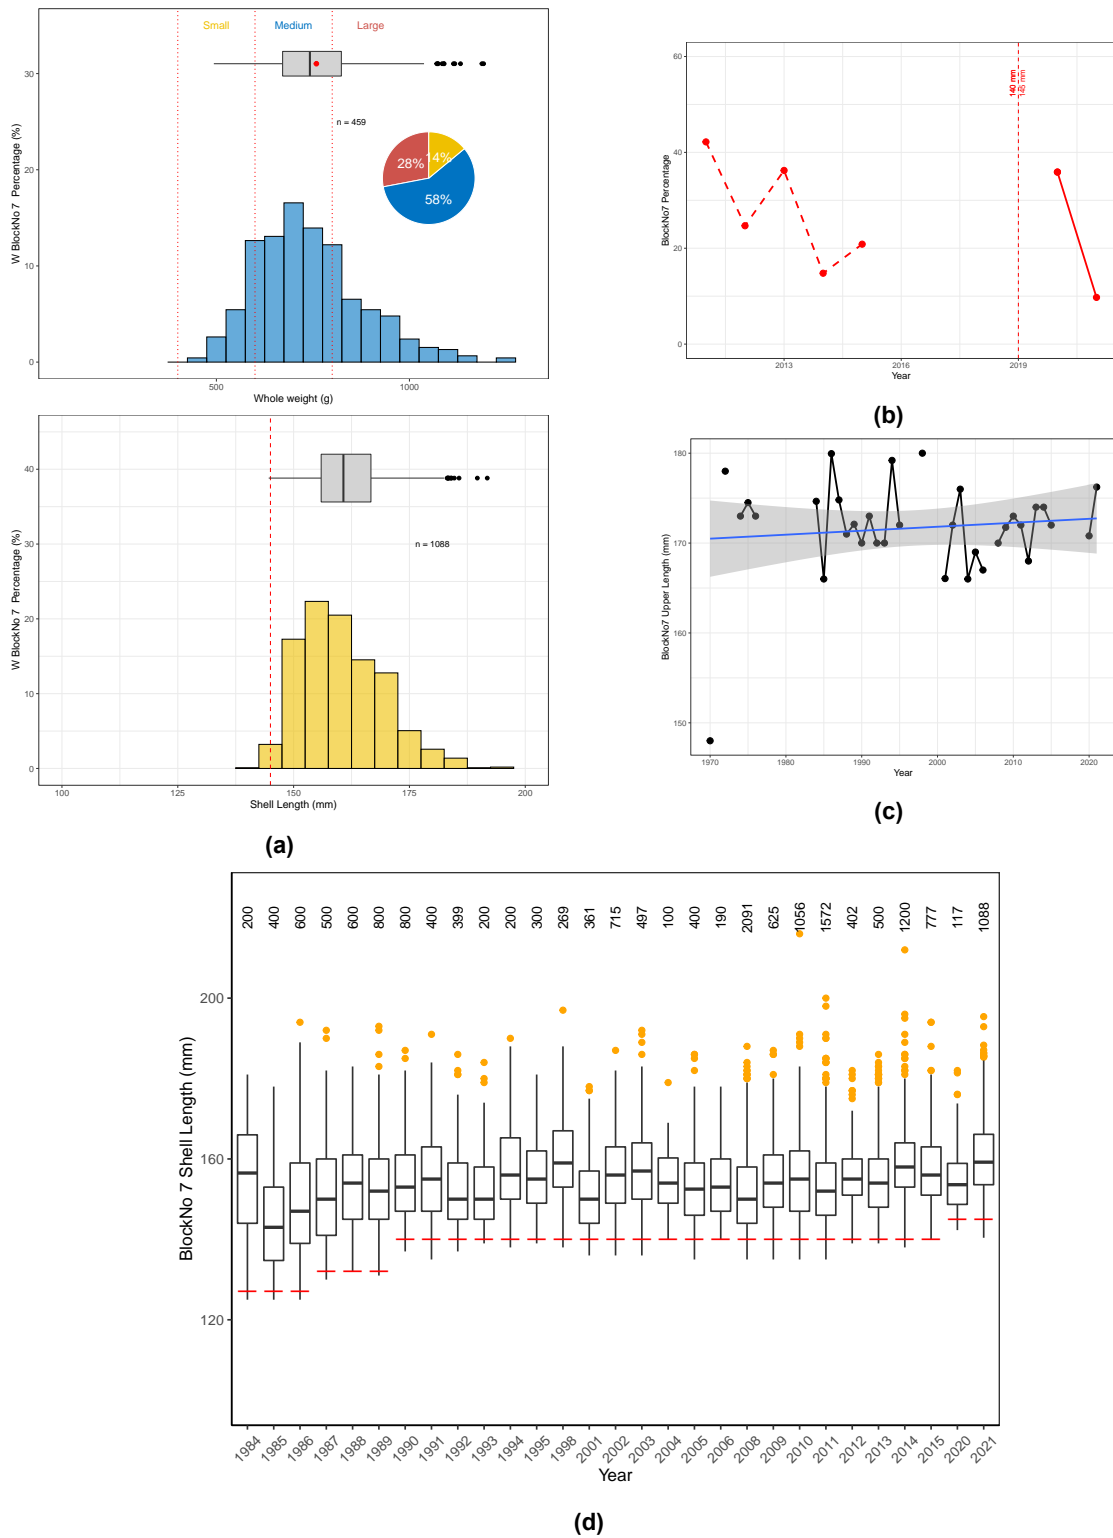 Small Medium Large
n = 459
14%
28%
58%
W BlockNo 7 Percentage (%)
30
20
10
0
500 1000
Whole weight (g)
n = 1088
W BlockNo 7 Percentage (%)
40
30
20
10
0
100 125 150 175 200
Shell Length (mm)
(a)
140 mm
145 mm
BlockNo7 Percentage
60
40
20
0
2013 2016 2019
Year
(b)
BlockNo7 Upper Length (mm)
180
170
160
150
1970 1980 1990 2000 2010 2020
Year
(c)
200 400 600 500 600 800 800 400 399 200 200 300 269 361 715 497 100 400 190 2091 625 1056 1572 402 500 1200 777 117 1088
BlockNo 7 Shell Length (mm)
200
160
120
1984 1985 1986 1987 1988 1989 1990 1991 1992 1993 1994 1995 1998 2001 2002 2003 2004 2005 2006 2008 2009 2010 2011 2012 2013 2014 2015 2020 2021
Year
(d)